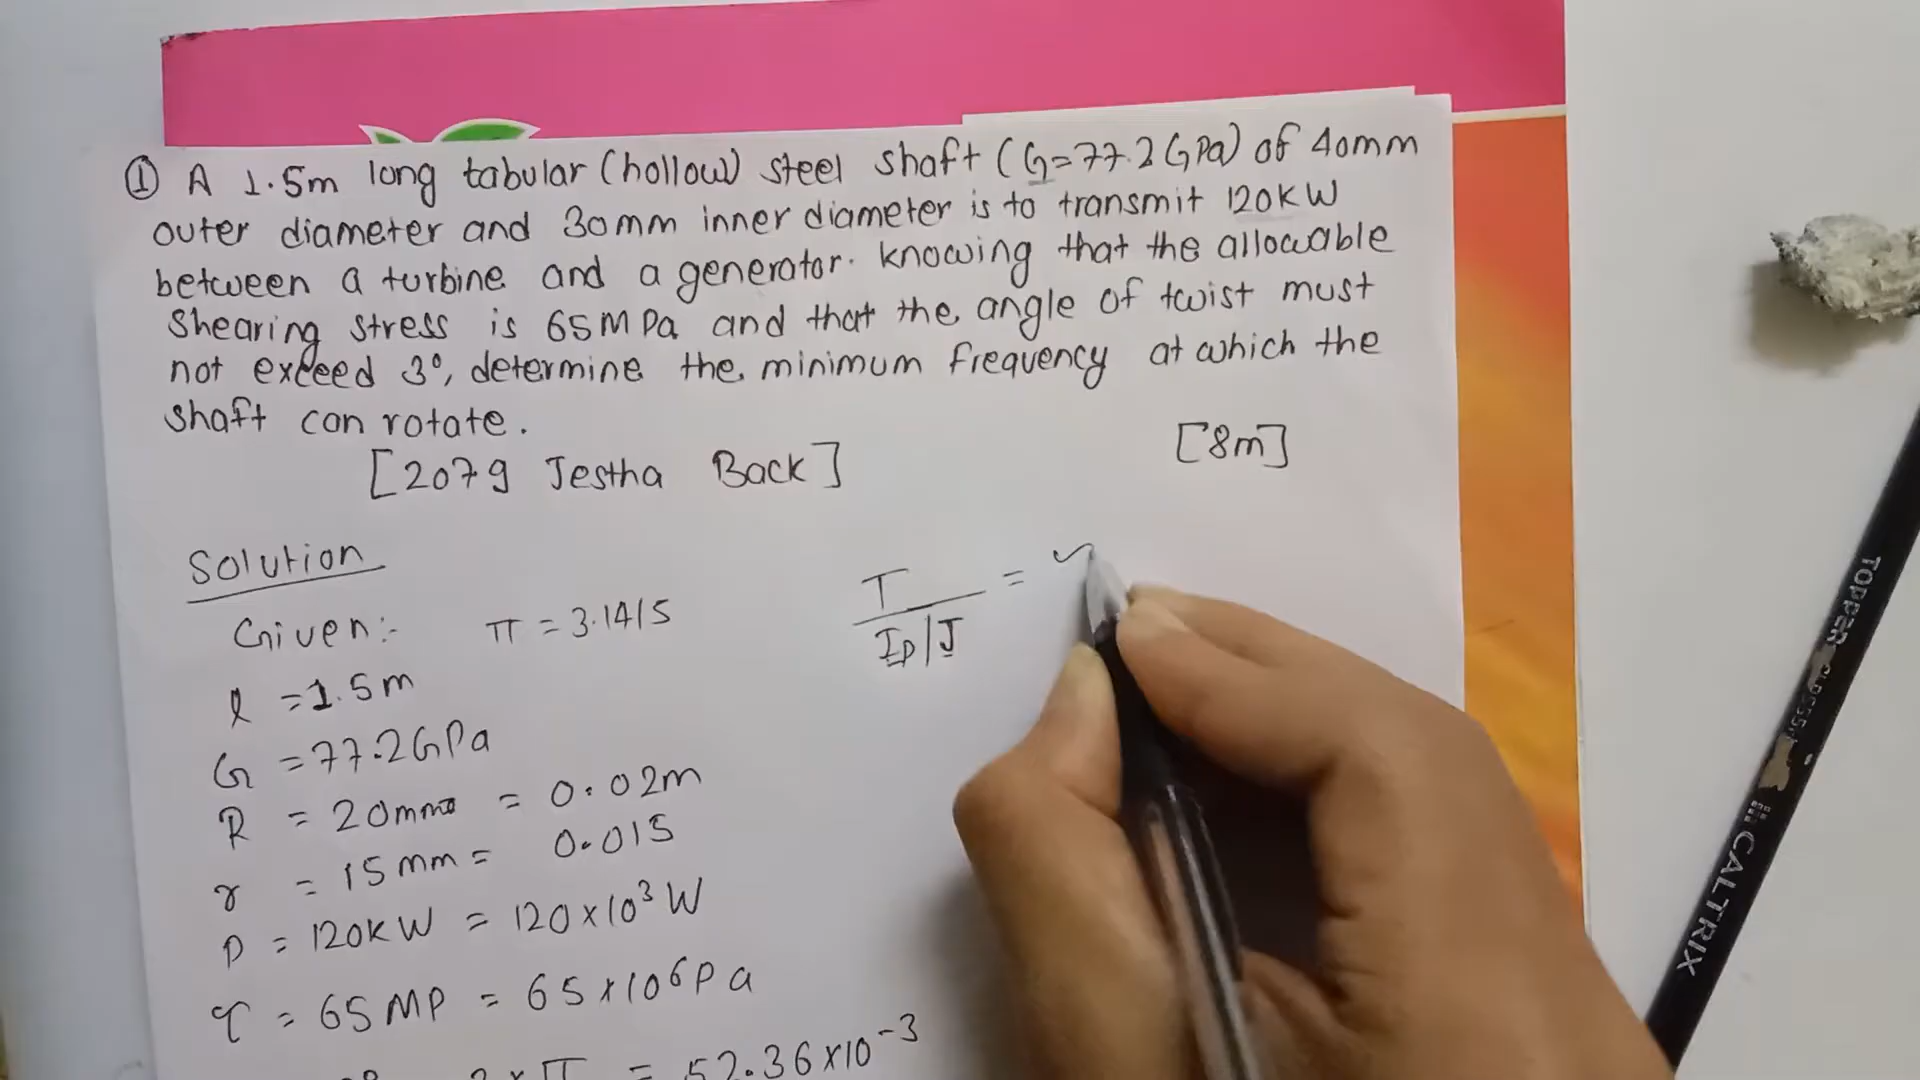 ① A 1.5m long tabular (hollow) steel shaft (G=77.2GPa) of 40mm
outer diameter and 30mm inner diameter is to transmit 120kW
between a turbine and a generator. knowing that the allowable
Shearing stress is 65MPa and that the angle of twist must
not exceed 3°, determine the minimum frequency at which the
shaft can rotate.
[2079 Jestha Back] [8m]
Solution
Given:- π = 3.1415
l = 1.5m
G = 77.2GPa
R = 20mm = 0.02m
r = 15mm = 0.015
P = 120kW = 120×10³ W
τ = 65MP = 65×10⁶Pa
= 52.36×10⁻³
T
Ip/J
=
TOPPER CLASSSIC
CALTRIX